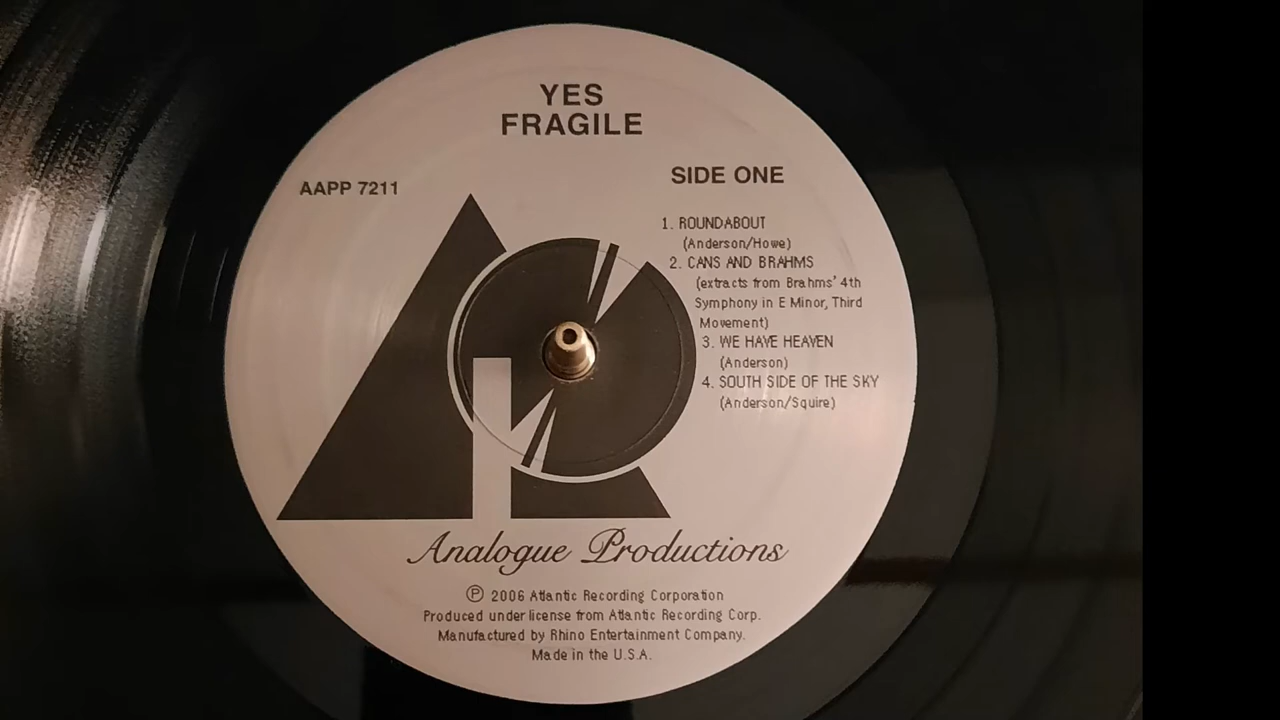 YES
FRAGILE
AAPP 7211
SIDE ONE
1. ROUNDABOUT
(Anderson/Howe)
2. CANS AND BRAHMS
(extracts from Brahms' 4th
Symphony in E Minor, Third
Movement)
3. WE HAVE HEAVEN
(Anderson)
4. SOUTH SIDE OF THE SKY
(Anderson/Squire)
Analogue Productions
Ⓟ 2006 Atlantic Recording Corporation
Produced under license from Atlantic Recording Corp.
Manufactured by Rhino Entertainment Company.
Made in the U.S.A.